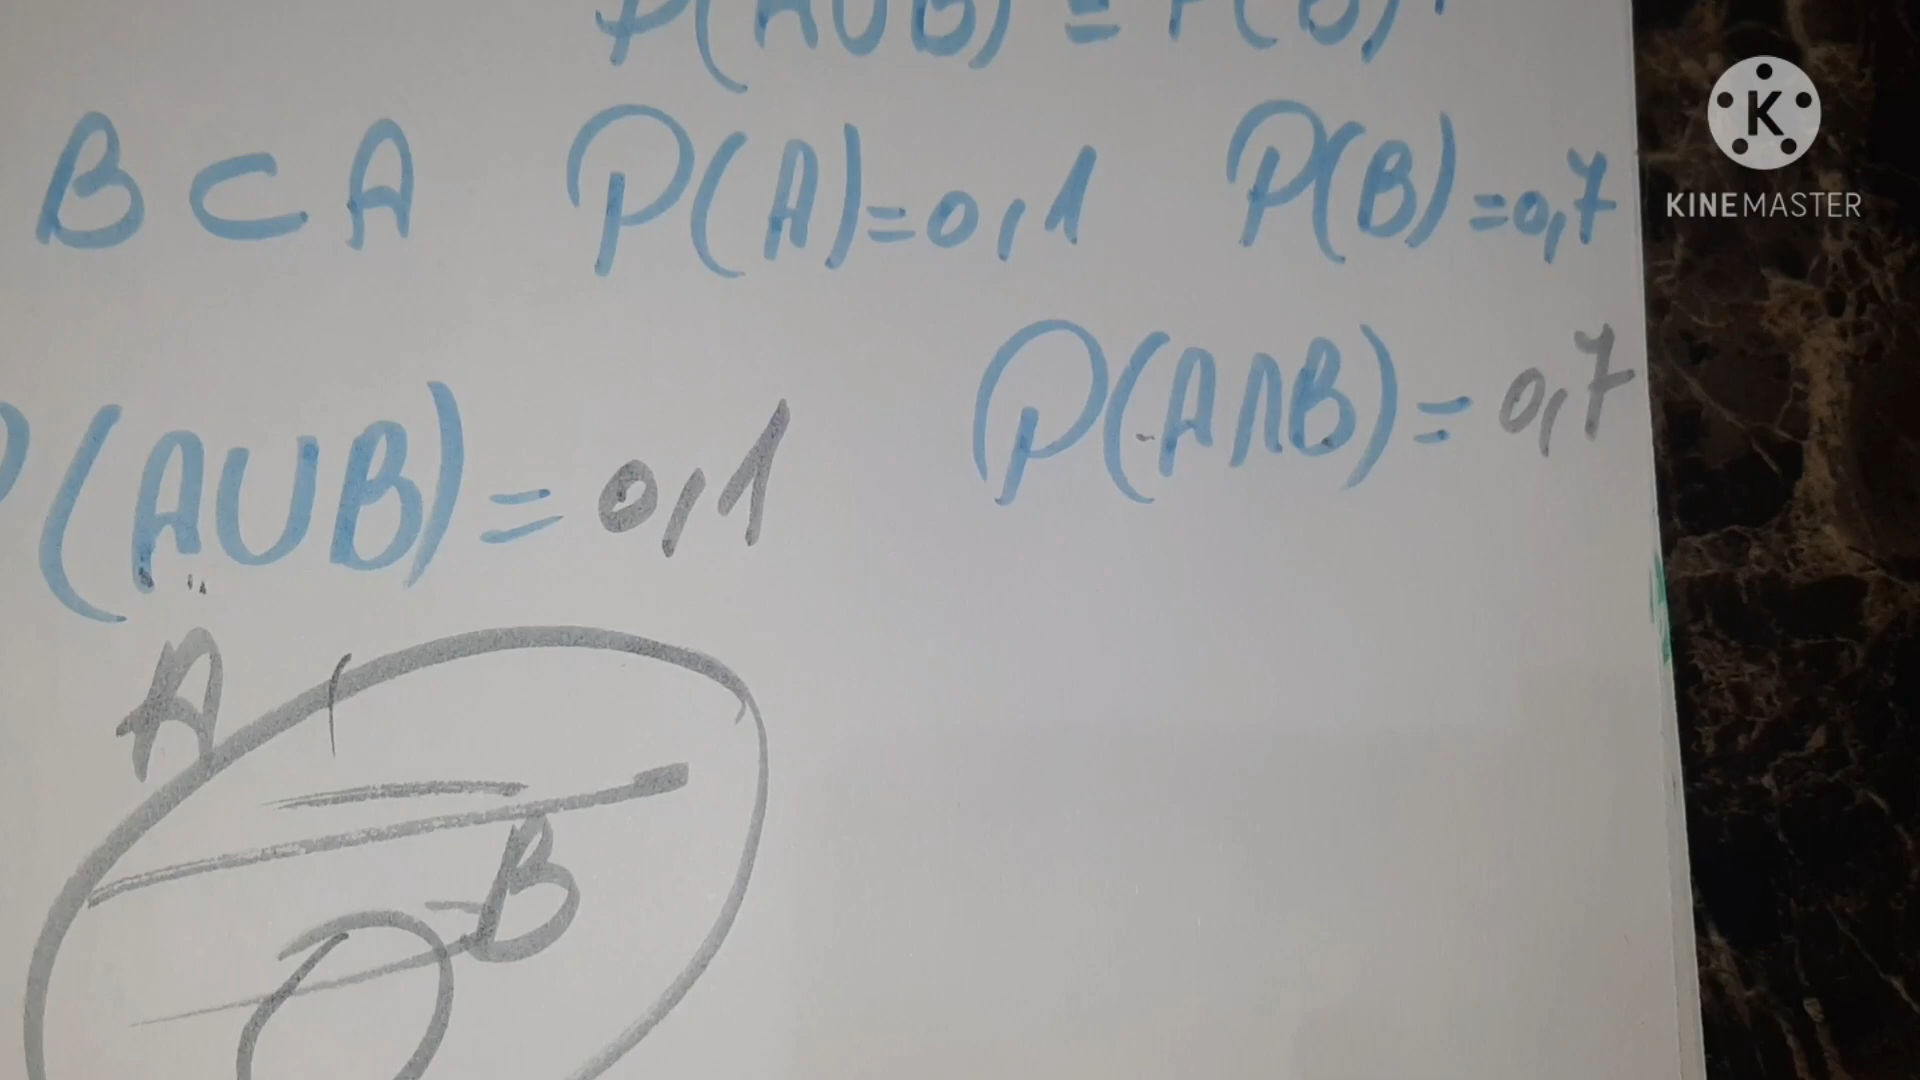 P(A∪B) = P(B)
B ⊂ A P(A)=0,1 P(B)=0,7
P(A∩B)= 0,7
P(A∪B)= 0,1
A
B
K
KINEMASTER